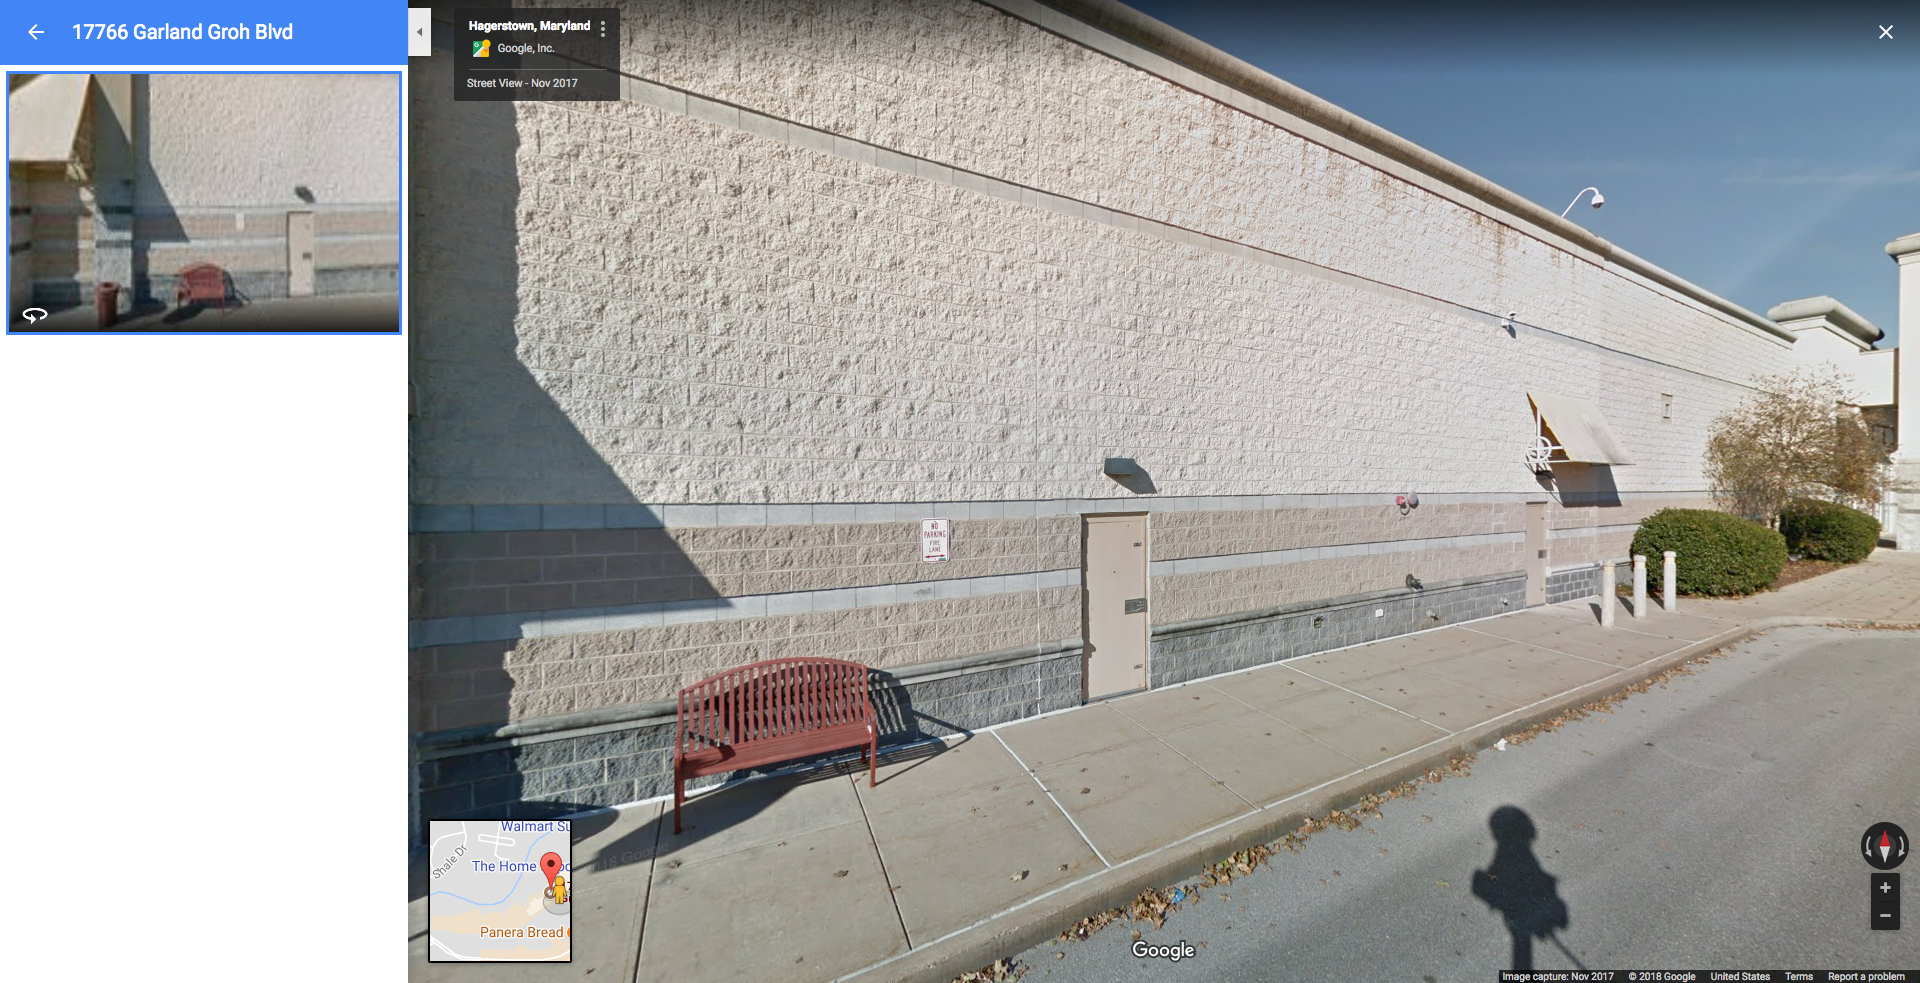 17766 Garland Groh Blvd
Hagerstown, Maryland
Google, Inc.
Street View - Nov 2017
NO
PARKING
FIRE
LANE
Walmart Su
The Home
Shale Dr
Panera Bread
Google
Image capture: Nov 2017 © 2018 Google United States Terms Report a problem